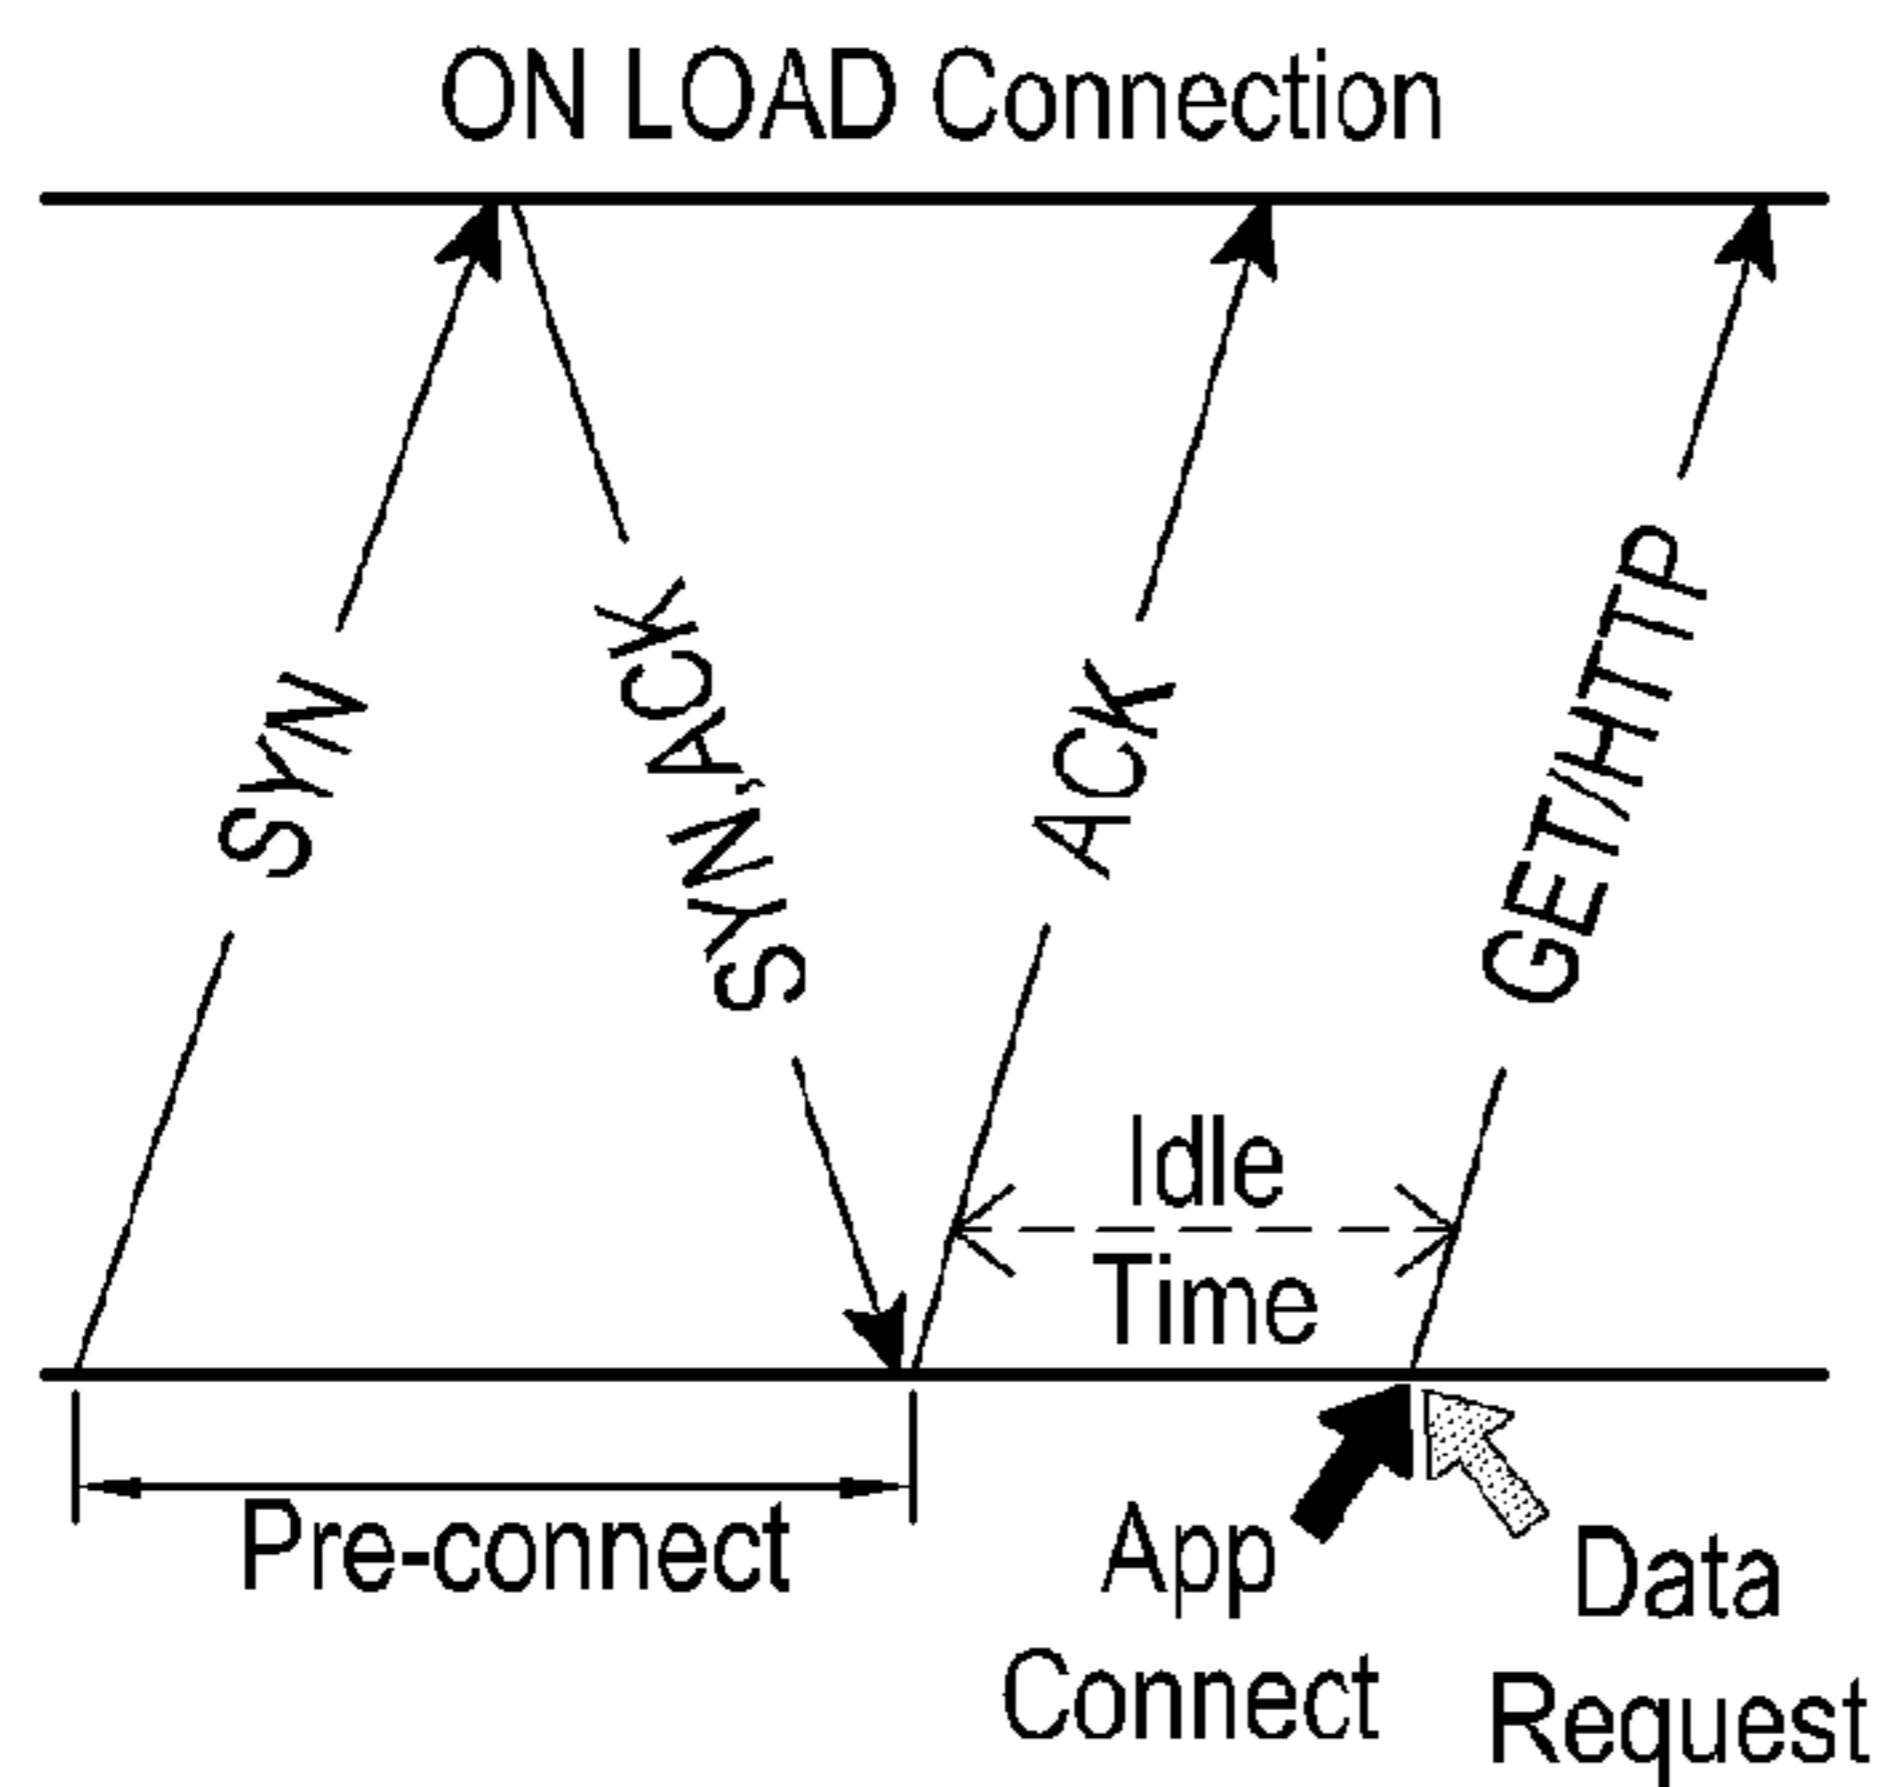 ON LOAD Connection
SYN
SYN,ACK
ACK
GET/HTTP
Idle
Time
Pre-connect
App
Connect
Data
Request